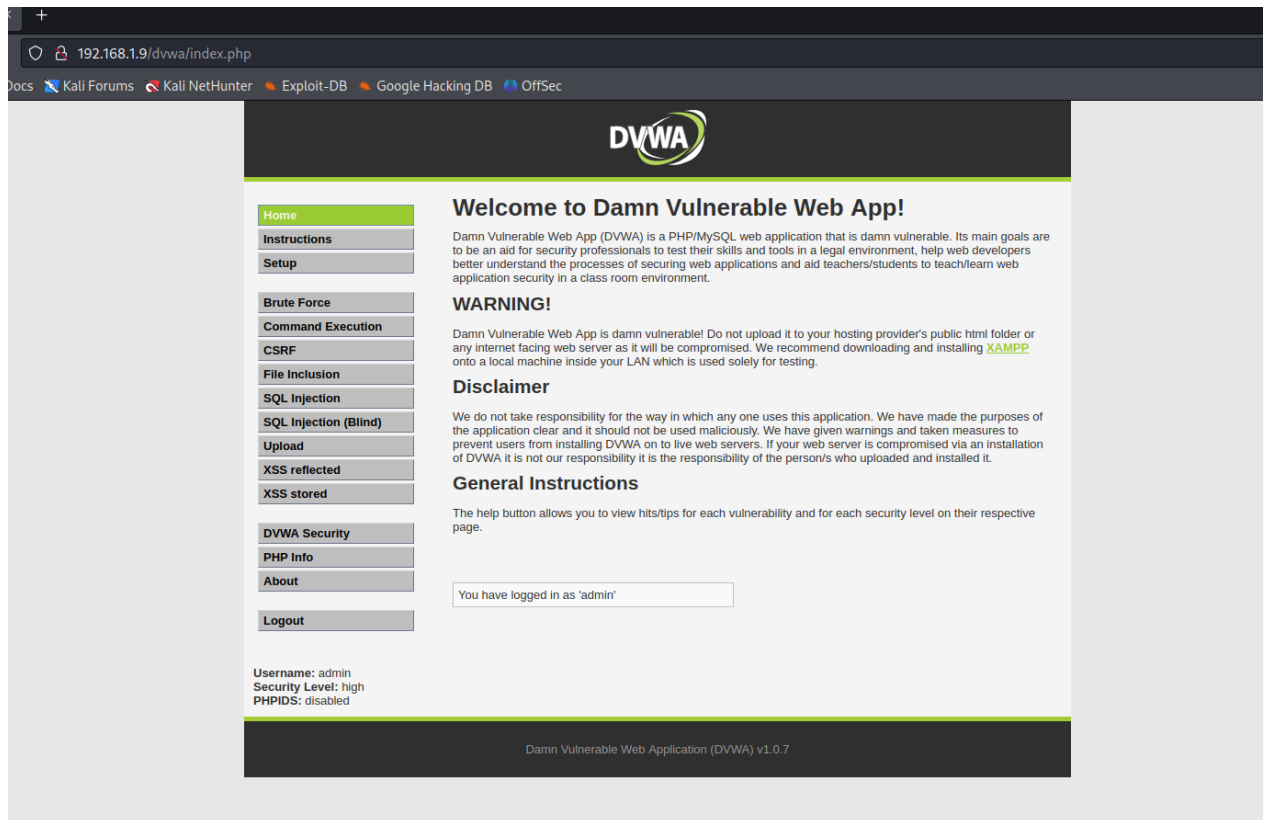 +
192.168.1.9/dvwa/index.php
Docs Kali Forums Kali NetHunter Exploit-DB Google Hacking DB OffSec
DVWA
Home
Instructions
Setup
Brute Force
Command Execution
CSRF
File Inclusion
SQL Injection
SQL Injection (Blind)
Upload
XSS reflected
XSS stored
DVWA Security
PHP Info
About
Logout
Username: admin
Security Level: high
PHPIDS: disabled
Welcome to Damn Vulnerable Web App!
Damn Vulnerable Web App (DVWA) is a PHP/MySQL web application that is damn vulnerable. Its main goals are
to be an aid for security professionals to test their skills and tools in a legal environment, help web developers
better understand the processes of securing web applications and aid teachers/students to teach/learn web
application security in a class room environment.
WARNING!
Damn Vulnerable Web App is damn vulnerable! Do not upload it to your hosting provider's public html folder or
any internet facing web server as it will be compromised. We recommend downloading and installing XAMPP
onto a local machine inside your LAN which is used solely for testing.
Disclaimer
We do not take responsibility for the way in which any one uses this application. We have made the purposes of
the application clear and it should not be used maliciously. We have given warnings and taken measures to
prevent users from installing DVWA on to live web servers. If your web server is compromised via an installation
of DVWA it is not our responsibility it is the responsibility of the person/s who uploaded and installed it.
General Instructions
The help button allows you to view hits/tips for each vulnerability and for each security level on their respective
page.
You have logged in as 'admin'
Damn Vulnerable Web Application (DVWA) v1.0.7